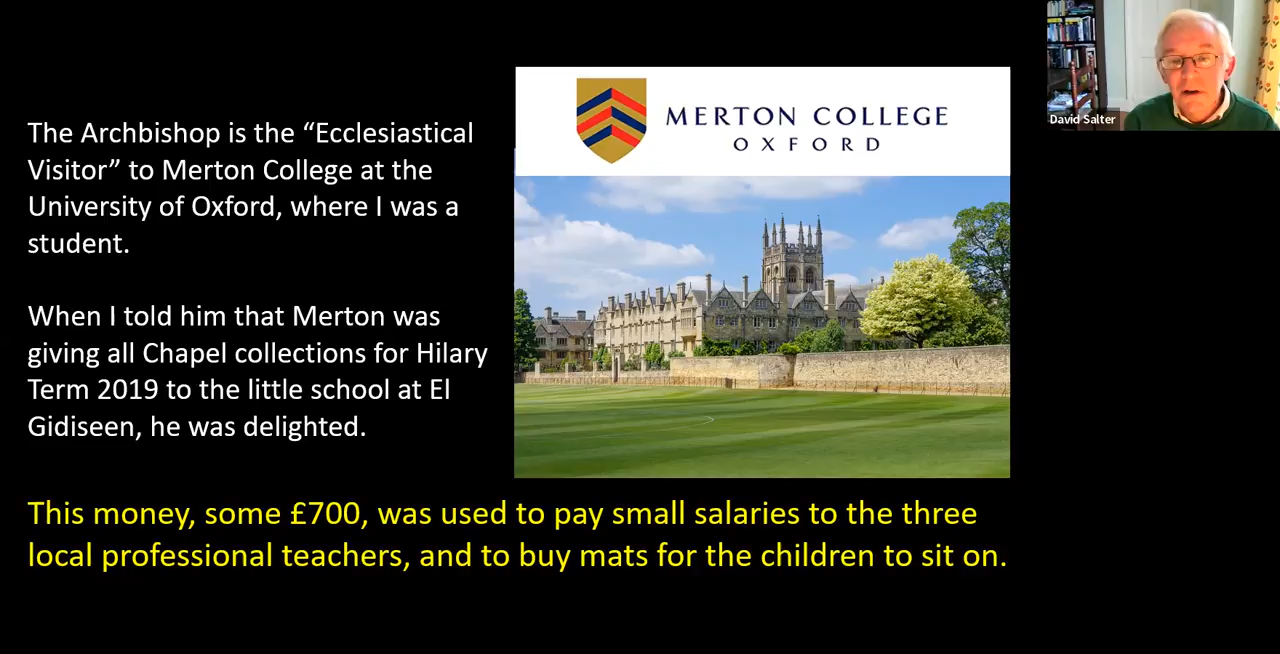 The Archbishop is the “Ecclesiastical
Visitor” to Merton College at the
University of Oxford, where I was a
student.
When I told him that Merton was
giving all Chapel collections for Hilary
Term 2019 to the little school at El
Gidiseen, he was delighted.
MERTON COLLEGE
OXFORD
David Salter
This money, some £700, was used to pay small salaries to the three
local professional teachers, and to buy mats for the children to sit on.